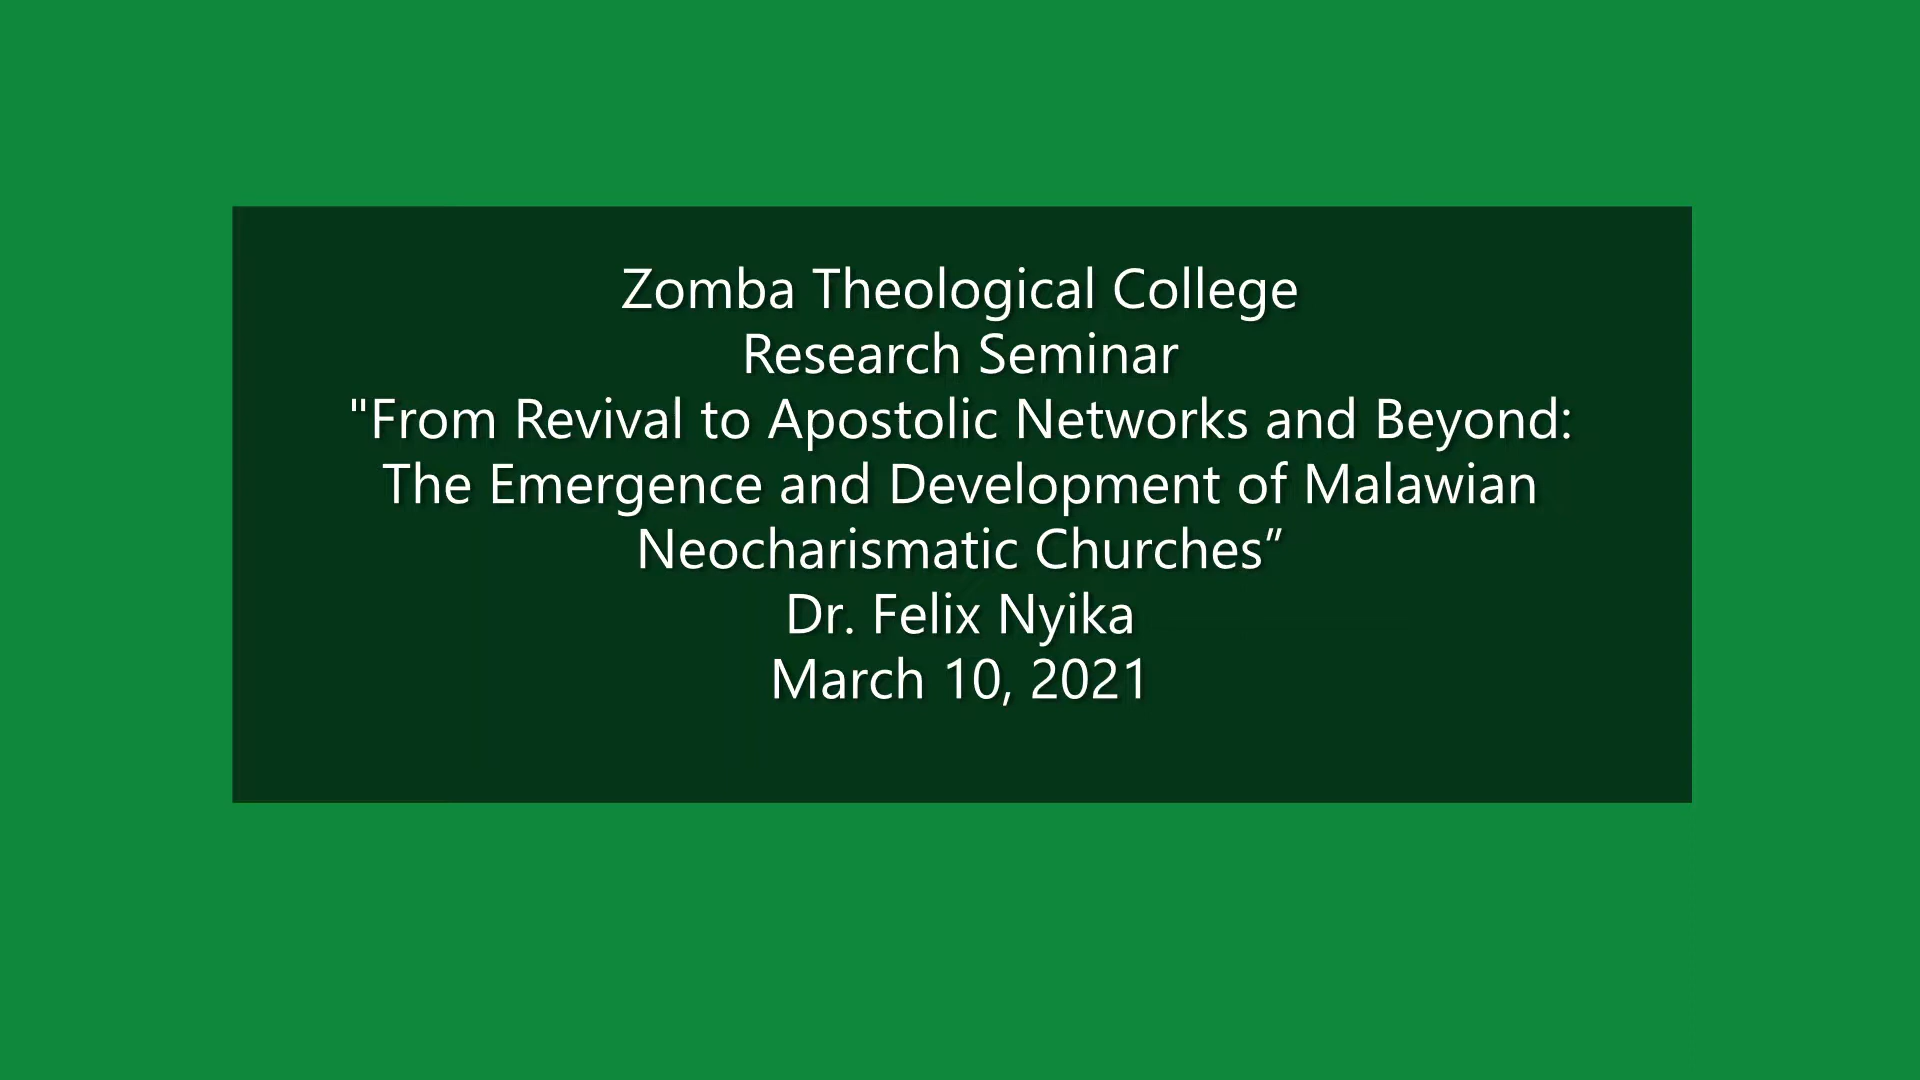 Zomba Theological College
Research Seminar
"From Revival to Apostolic Networks and Beyond:
The Emergence and Development of Malawian
Neocharismatic Churches”
Dr. Felix Nyika
March 10, 2021